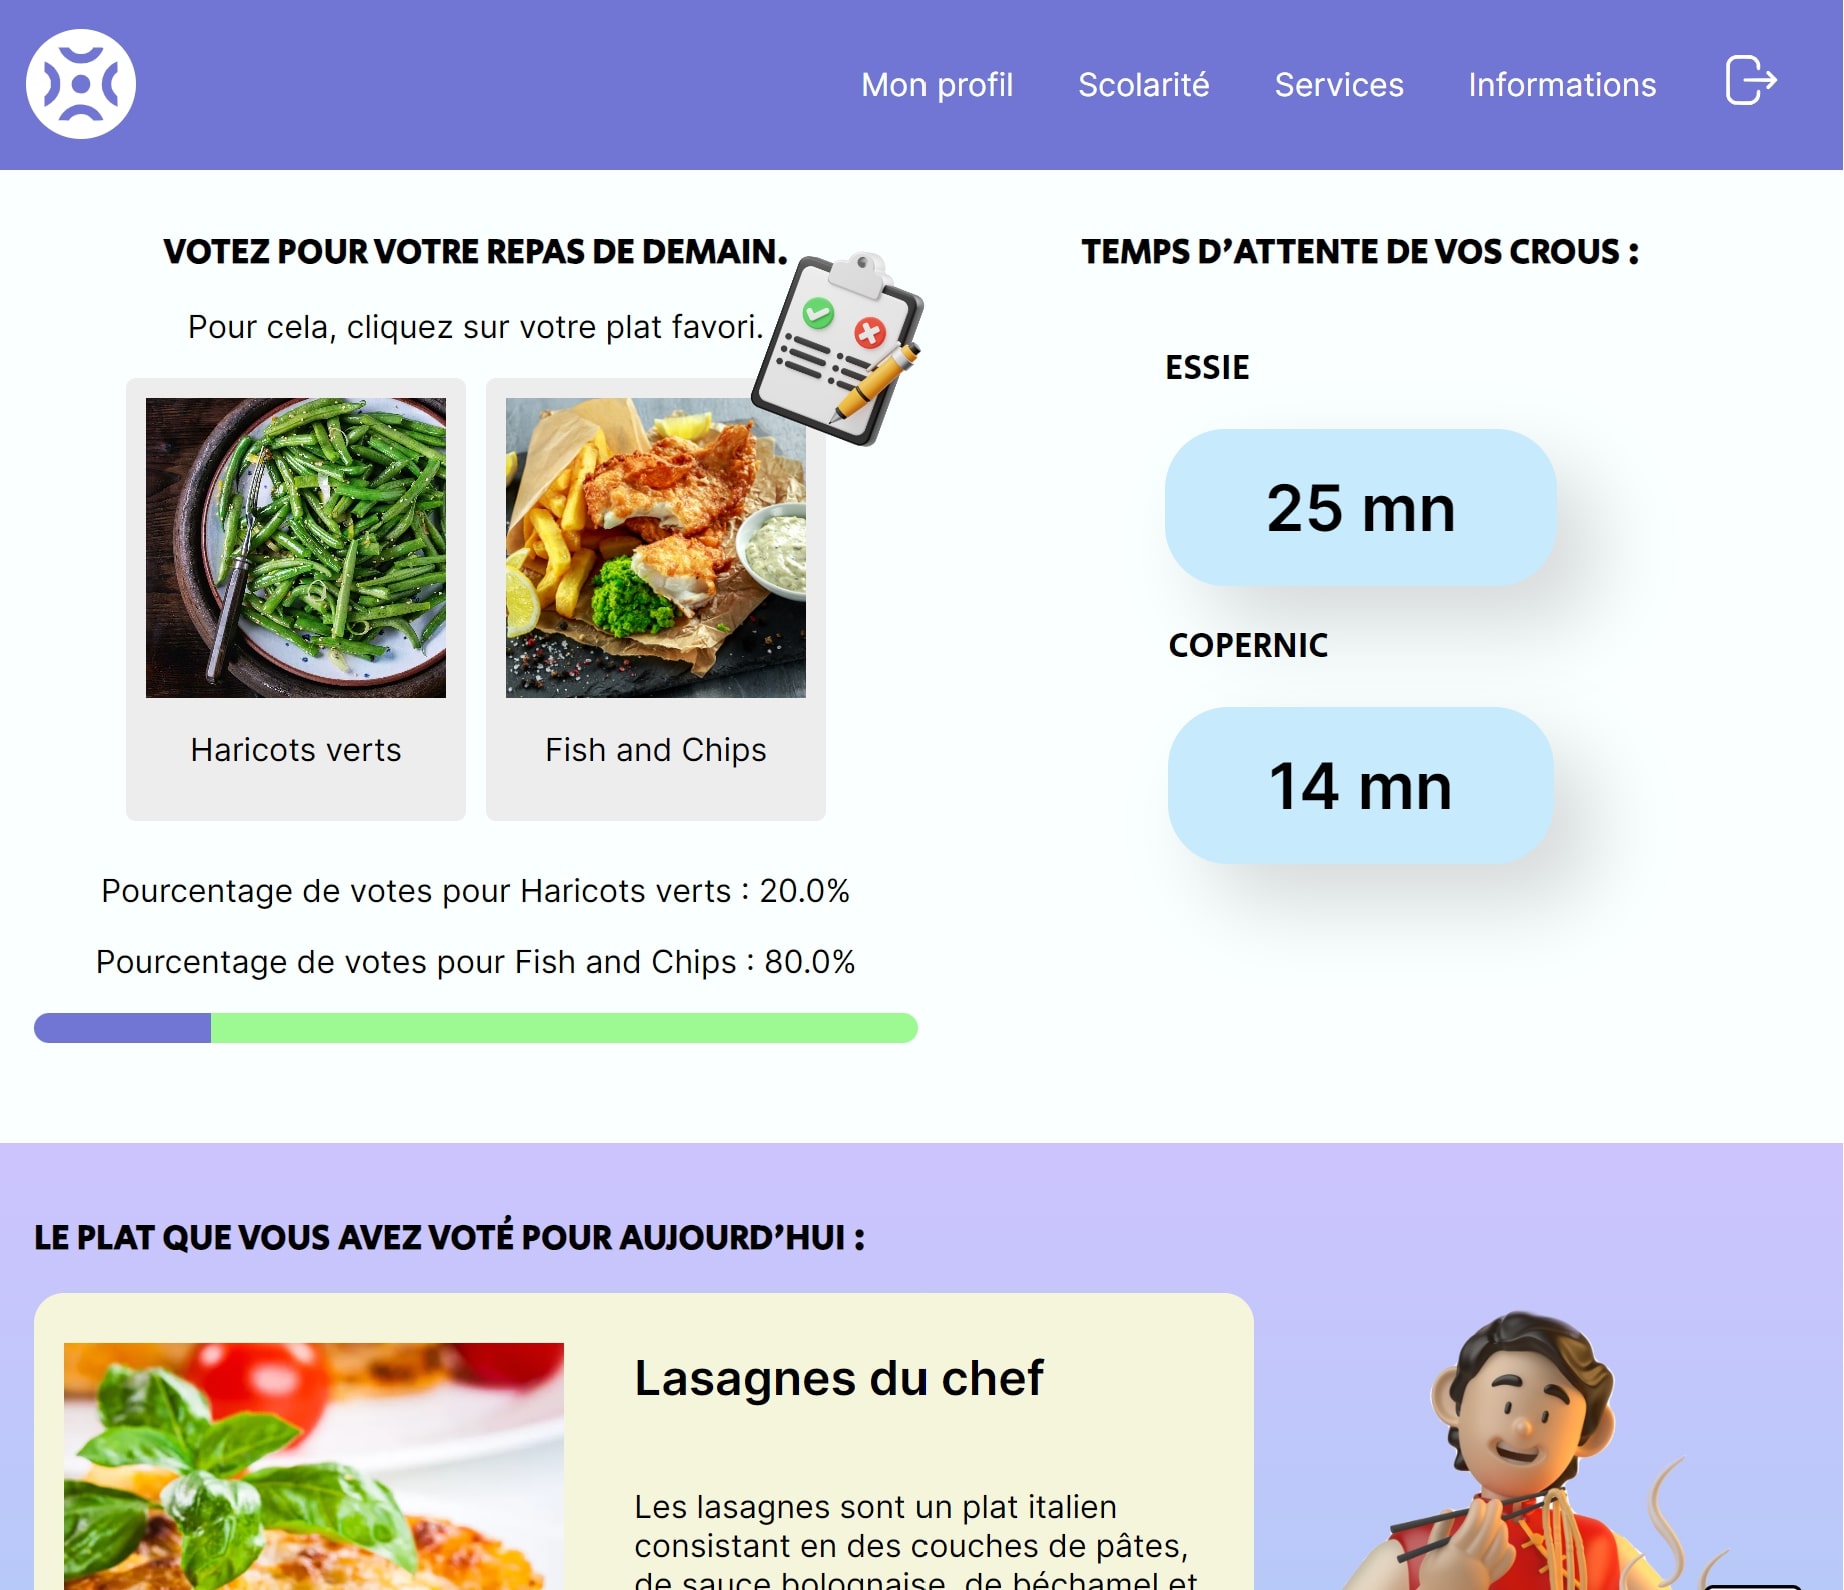 Mon profil
Scolarité
Services
Informations
VOTEZ POUR VOTRE REPAS DE DEMAIN.
Pour cela, cliquez sur votre plat favori.
Haricots verts
Fish and Chips
Pourcentage de votes pour Haricots verts : 20.0%
Pourcentage de votes pour Fish and Chips : 80.0%
TEMPS D’ATTENTE DE VOS CROUS :
ESSIE
25 mn
COPERNIC
14 mn
LE PLAT QUE VOUS AVEZ VOTÉ POUR AUJOURD’HUI :
Lasagnes du chef
Les lasagnes sont un plat italien
consistant en des couches de pâtes,
de sauce bolognaise, de béchamel et